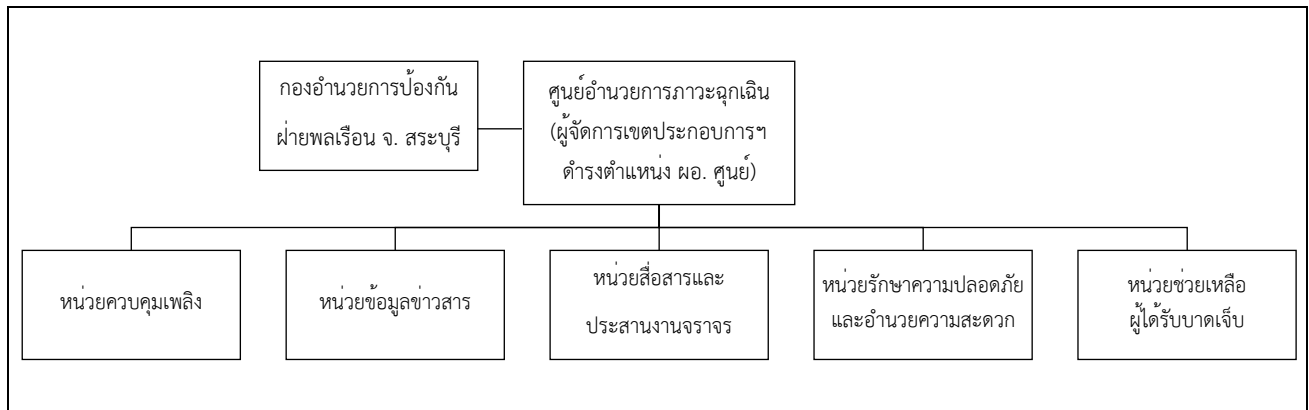 กองอำนวยการป้องกัน
ฝ่ายพลเรือน จ. สระบุรี
ศูนย์อำนวยการภาวะฉุกเฉิน
(ผู้จัดการเขตประกอบการฯ
ดำรงตำแหน่ง ผอ. ศูนย์)
หน่วยควบคุมเพลิง
หน่วยข้อมูลข่าวสาร
หน่วยสื่อสารและ
ประสานงานจราจร
หน่วยรักษาความปลอดภัย
และอำนวยความสะดวก
หน่วยช่วยเหลือ
ผู้ได้รับบาดเจ็บ